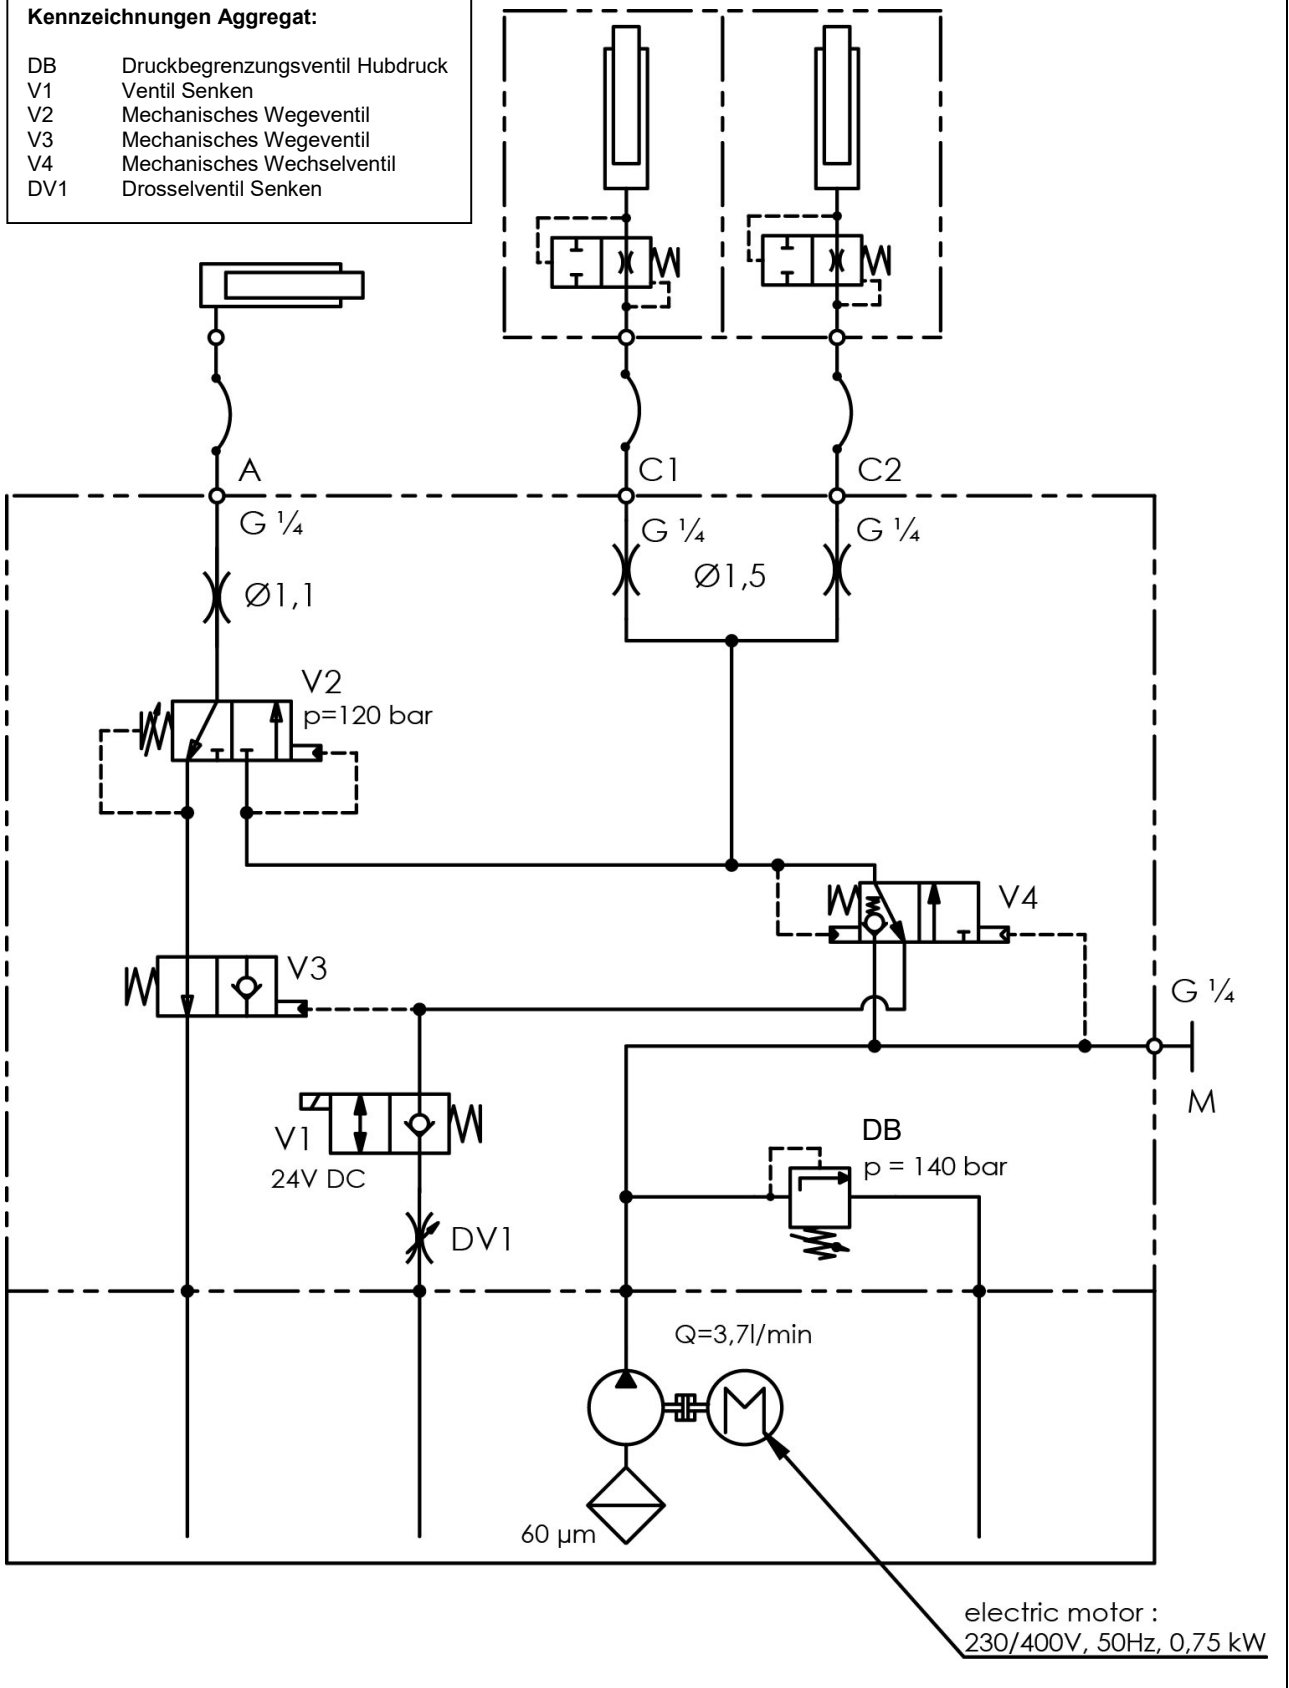 Kennzeichnungen Aggregat:
DB Druckbegrenzungsventil Hubdruck
V1 Ventil Senken
V2 Mechanisches Wegeventil
V3 Mechanisches Wegeventil
V4 Mechanisches Wechselventil
DV1 Drosselventil Senken
A
C1
C2
G ¼
G ¼
G ¼
Ø1,1
Ø1,5
V2
p=120 bar
V4
V3
G ¼
M
V1
24V DC
DB
p = 140 bar
DV1
Q=3,7l/min
M
60 µm
electric motor :
230/400V, 50Hz, 0,75 kW